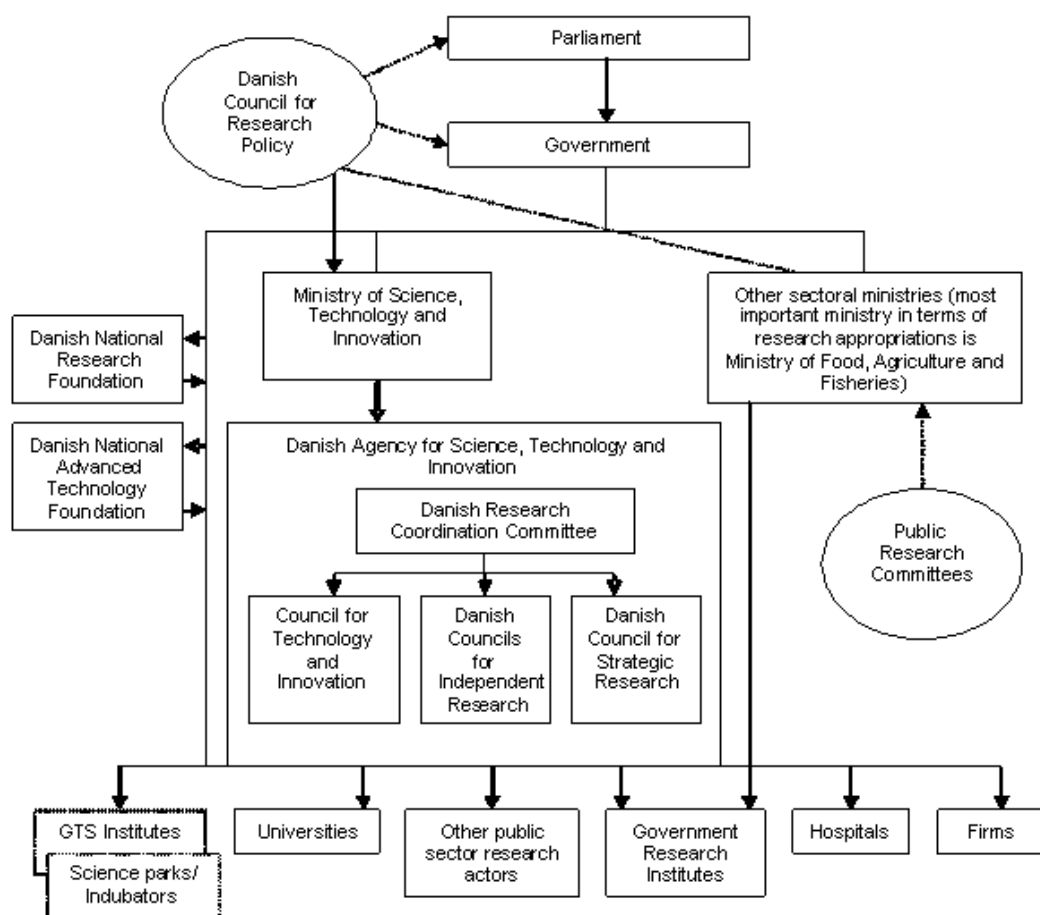 Parliament
Danish
Council for
Research
Policy
Government
Ministry of Science,
Technology and
Innovation
Other sectoral ministries (most
important ministry in terms of
research appropriations is
Ministry of Food, Agriculture and
Fisheries)
Danish National
Research
Foundation
Danish National
Advanced
Technology
Foundation
Danish Agency for Science, Technology and
Innovation
Danish Research
Coordination Committee
Public
Research
Committees
Council for
Technology
and
Innovation
Danish
Councils
for
Independent
Research
Danish
Council for
Strategic
Research
GTS Institutes
Science parks/
Indubators
Universities
Other public
sector research
actors
Government
Research
Institutes
Hospitals
Firms